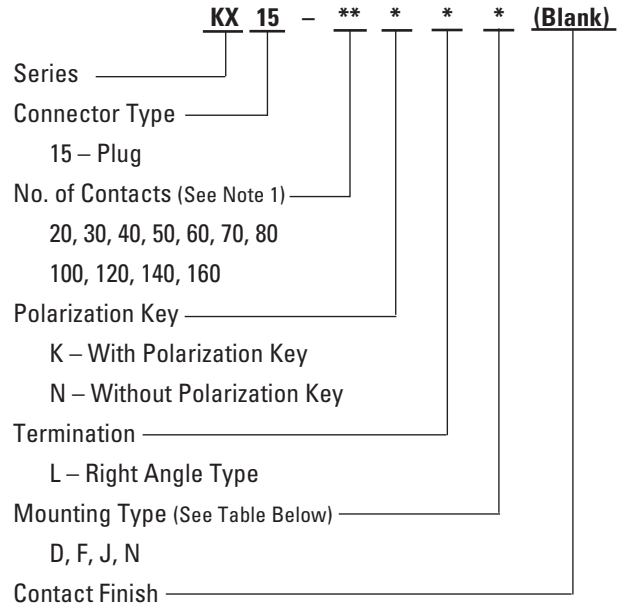 KX 15 – ** * * * (Blank)
Series
Connector Type
15 – Plug
No. of Contacts (See Note 1)
20, 30, 40, 50, 60, 70, 80
100, 120, 140, 160
Polarization Key
K – With Polarization Key
N – Without Polarization Key
Termination
L – Right Angle Type
Mounting Type (See Table Below)
D, F, J, N
Contact Finish